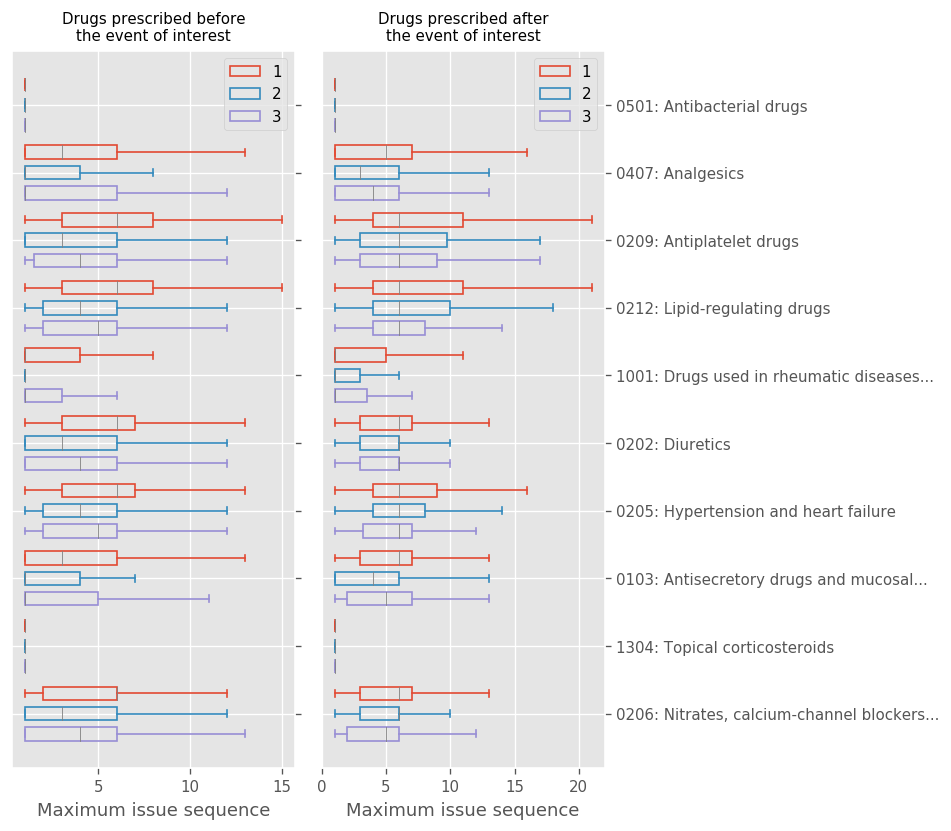 Drugs prescribed before
the event of interest
Drugs prescribed after
the event of interest
1
2
3
1
2
3
0501: Antibacterial drugs
0407: Analgesics
0209: Antiplatelet drugs
0212: Lipid-regulating drugs
1001: Drugs used in rheumatic diseases...
0202: Diuretics
0205: Hypertension and heart failure
0103: Antisecretory drugs and mucosal...
1304: Topical corticosteroids
0206: Nitrates, calcium-channel blockers...
5 10 15
0 5 10 15 20
Maximum issue sequence
Maximum issue sequence